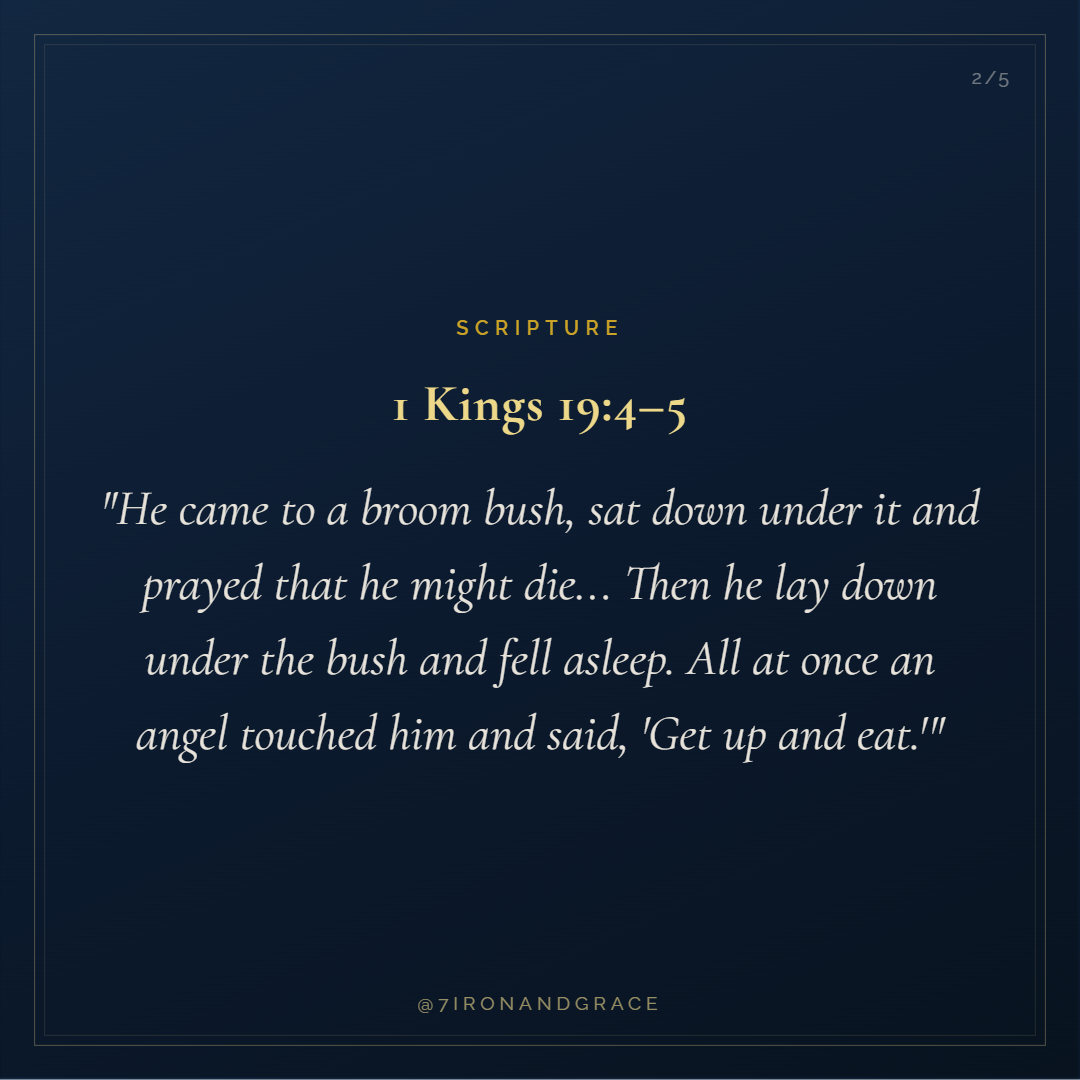 2/5
SCRIPTURE
1 Kings 19:4–5
"He came to a broom bush, sat down under it and
prayed that he might die... Then he lay down
under the bush and fell asleep. All at once an
angel touched him and said, 'Get up and eat.'"
@7IRONANDGRACE